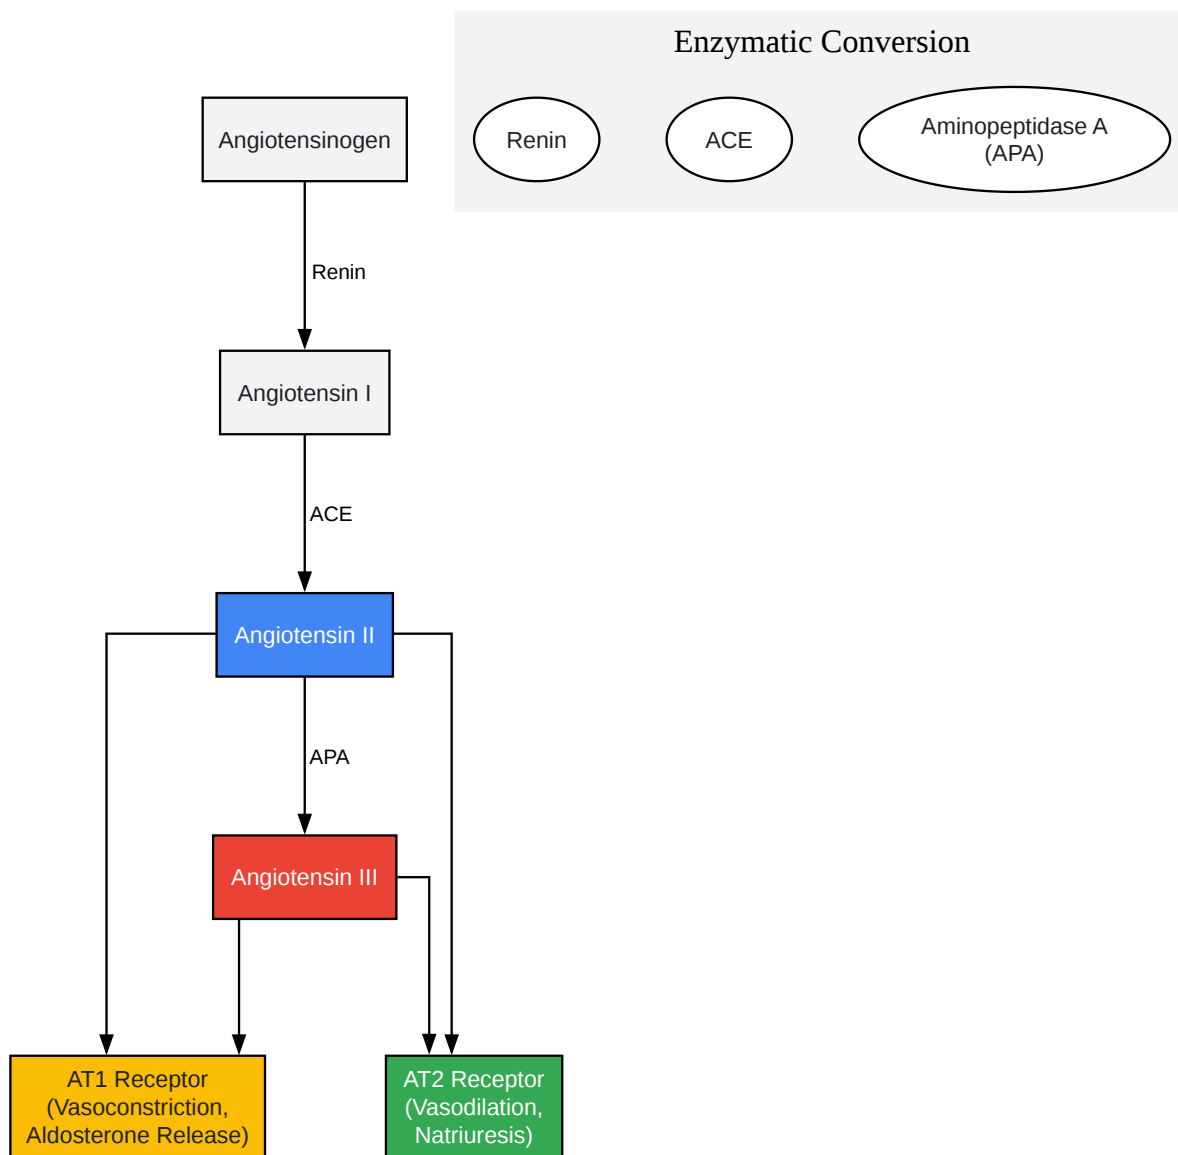 Enzymatic Conversion
Renin
ACE
Aminopeptidase A
(APA)
Angiotensinogen
Renin
Angiotensin I
ACE
Angiotensin II
APA
Angiotensin III
AT1 Receptor
(Vasoconstriction,
Aldosterone Release)
AT2 Receptor
(Vasodilation,
Natriuresis)